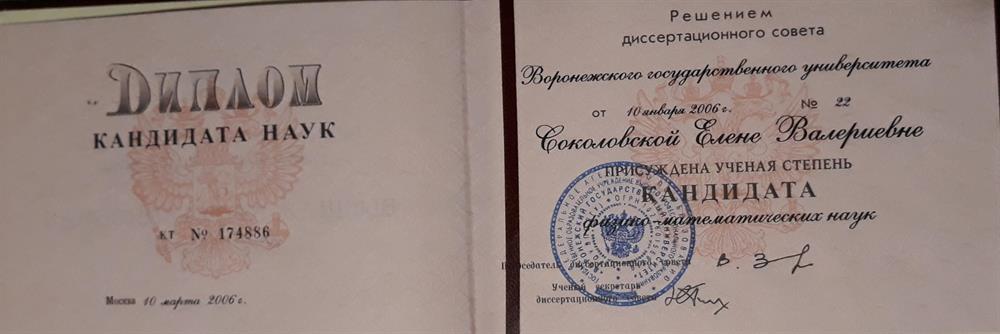 ДИПЛОМ
КАНДИДАТА НАУК
КТ № 174886
Москва 10 марта 2006 г.
Решением
диссертационного совета
Воронежского государственного университета
от 10 января 2006 г. № 22
Соколовской Елене Валериевне
ПРИСУЖДЕНА УЧЕНАЯ СТЕПЕНЬ
КАНДИДАТА
физико-математических наук
Председатель диссертационного совета
Ученый секретарь
диссертационного совета